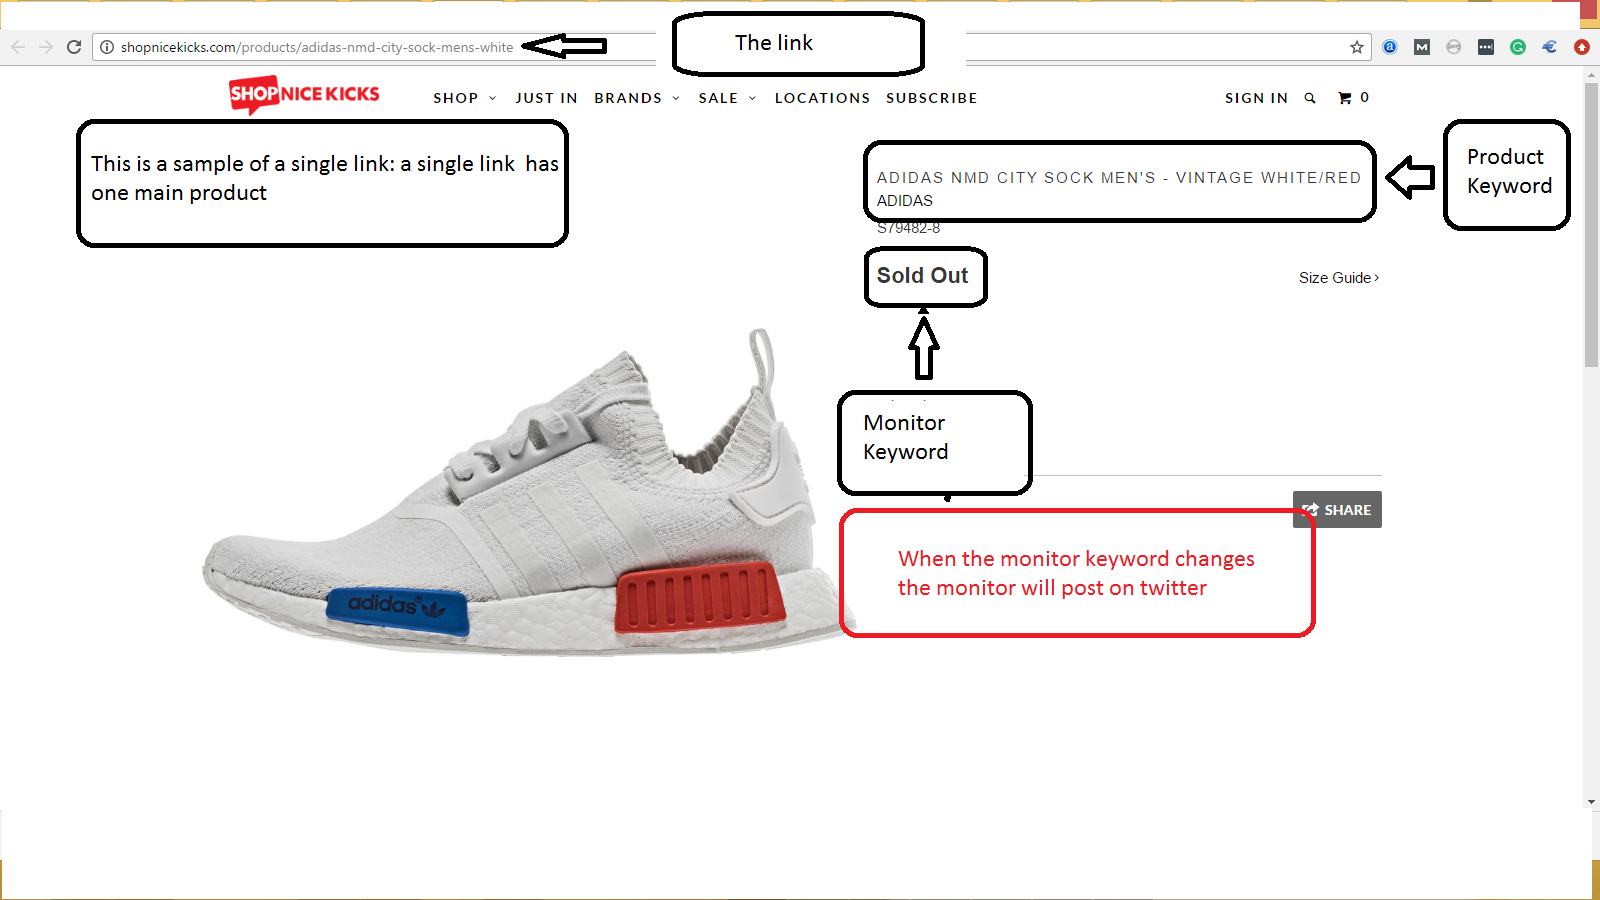 shopnicekicks.com/products/adidas-nmd-city-sock-mens-white
The link
SHOP NICE KICKS
SHOP JUST IN BRANDS SALE LOCATIONS SUBSCRIBE
SIGN IN 0
This is a sample of a single link: a single link has
one main product
ADIDAS NMD CITY SOCK MEN'S - VINTAGE WHITE/RED
ADIDAS
S79482-8
Product
Keyword
Sold Out
Size Guide
Monitor
Keyword
SHARE
When the monitor keyword changes
the monitor will post on twitter
adidas